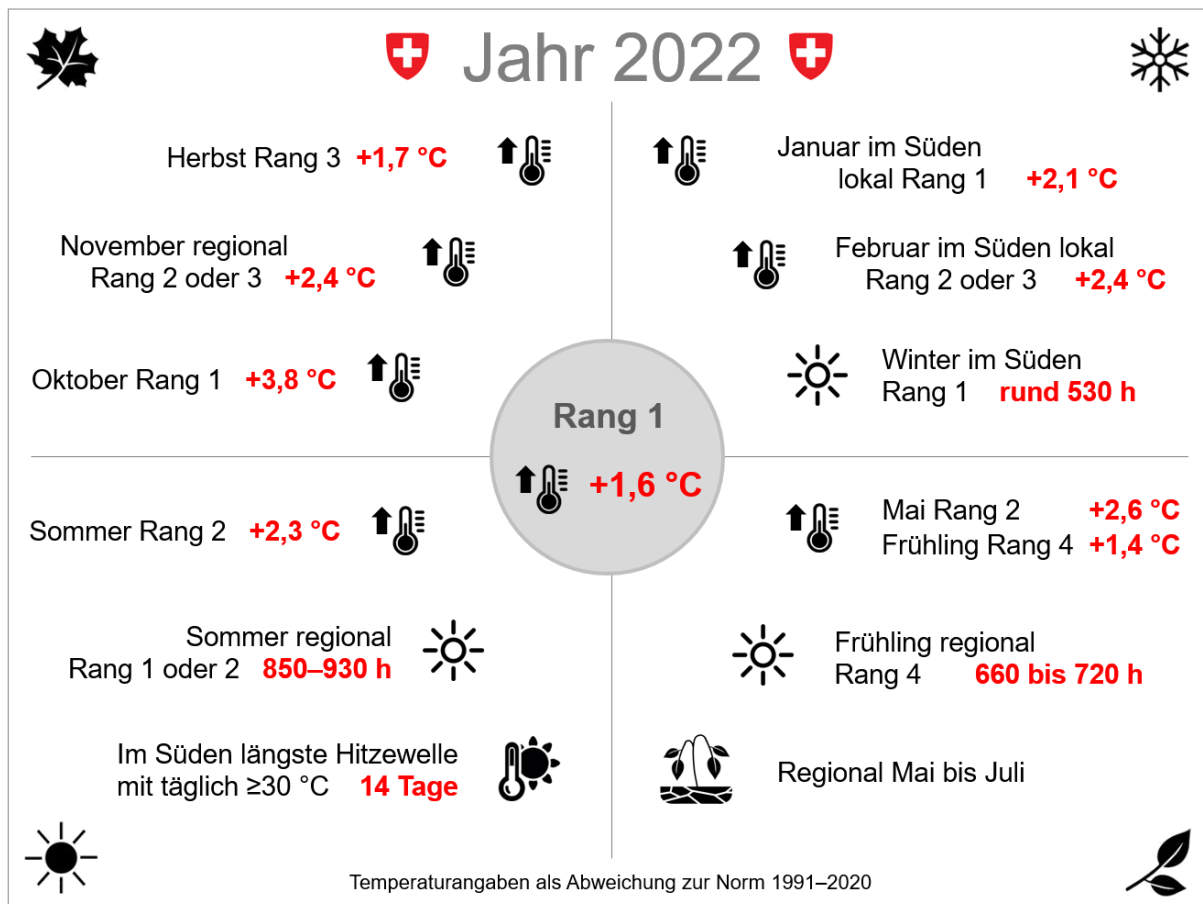 Jahr 2022
Herbst Rang 3 +1,7 °C
November regional
Rang 2 oder 3 +2,4 °C
Oktober Rang 1 +3,8 °C
Januar im Süden
lokal Rang 1 +2,1 °C
Februar im Süden lokal
Rang 2 oder 3 +2,4 °C
Winter im Süden
Rang 1 rund 530 h
Rang 1
+1,6 °C
Sommer Rang 2 +2,3 °C
Sommer regional
Rang 1 oder 2 850–930 h
Im Süden längste Hitzewelle
mit täglich ≥30 °C 14 Tage
Mai Rang 2 +2,6 °C
Frühling Rang 4 +1,4 °C
Frühling regional
Rang 4 660 bis 720 h
Regional Mai bis Juli
Temperaturangaben als Abweichung zur Norm 1991–2020